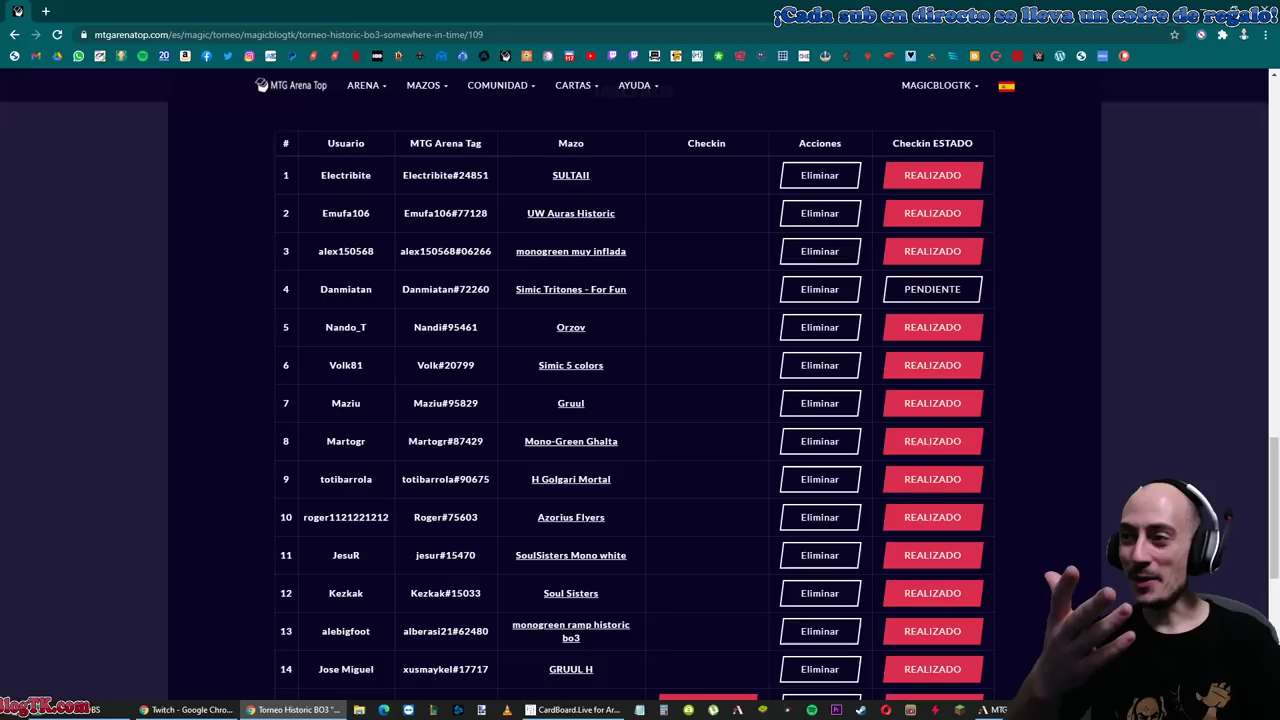 ¡Cada sub en directo se lleva un cofre de regalo!
mtgarenatop.com/es/magic/torneo/magicblogtk/torneo-historic-bo3-somewhere-in-time/109
MTG Arena Top ARENA MAZOS COMUNIDAD CARTAS AYUDA MAGICBLOGTK
# Usuario MTG Arena Tag Mazo Checkin Acciones Checkin ESTADO
1 Electribite Electribite#24851 SULTAII Eliminar REALIZADO
2 Emufa106 Emufa106#77128 UW Auras Historic Eliminar REALIZADO
3 alex150568 alex150568#06266 monogreen muy inflada Eliminar REALIZADO
4 Danmiatan Danmiatan#72260 Simic Tritones - For Fun Eliminar PENDIENTE
5 Nando_T Nandi#95461 Orzov Eliminar REALIZADO
6 Volk81 Volk#20799 Simic 5 colors Eliminar REALIZADO
7 Maziu Maziu#95829 Gruul Eliminar REALIZADO
8 Martogr Martogr#87429 Mono-Green Ghalta Eliminar REALIZADO
9 totibarrola totibarrola#90675 H Golgari Mortal Eliminar REALIZADO
10 roger1121221212 Roger#75603 Azorius Flyers Eliminar REALIZADO
11 JesuR jesur#15470 SoulSisters Mono white Eliminar REALIZADO
12 Kezkak Kezkak#15033 Soul Sisters Eliminar REALIZADO
13 alebigfoot alberasi21#62480 monogreen ramp historic
bo3 Eliminar REALIZADO
14 Jose Miguel xusmaykel#17717 GRUUL H Eliminar REALIZADO
BlogTK.com BS Twitch - Google Chro... Torneo Historic BO3 "... CardBoard.Live for Ar... MTG